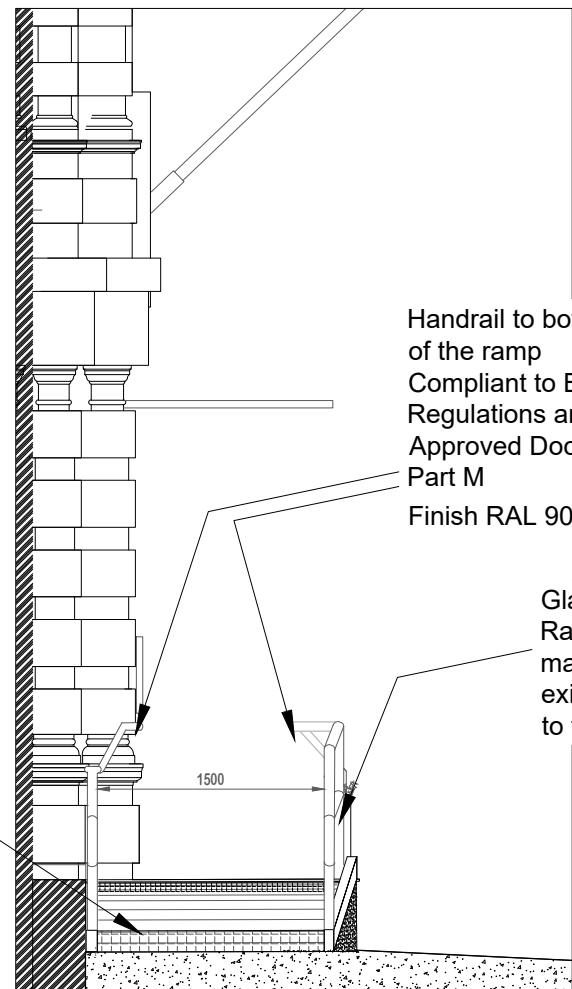 Handrail to bo
of the ramp
Compliant to B
Regulations ar
Approved Doc
Part M
Finish RAL 90
Gla
Ra
ma
exi
to
1500